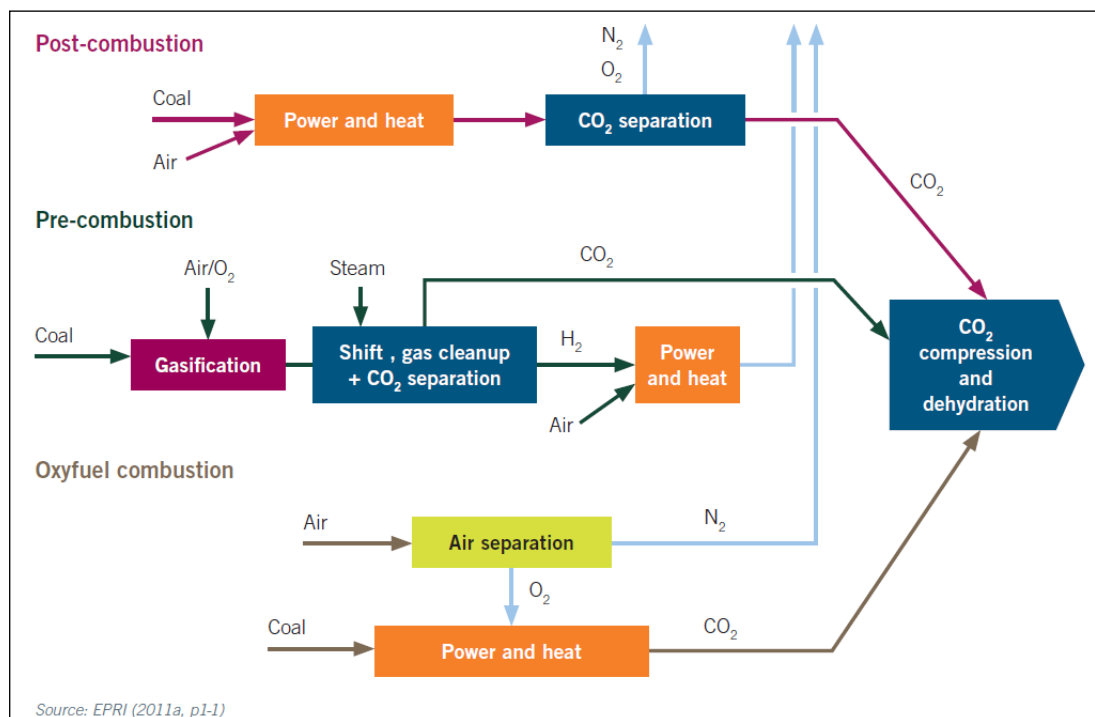 Post-combustion
N₂
O₂
Coal
Air
Power and heat
CO₂ separation
CO₂
Pre-combustion
Air/O₂
Steam
CO₂
Coal
Gasification
Shift , gas cleanup
+ CO₂ separation
H₂
Air
Power
and heat
CO₂
compression
and
dehydration
Oxyfuel combustion
Air
Air separation
N₂
O₂
Coal
Power and heat
CO₂
Source: EPRI (2011a, p1-1)